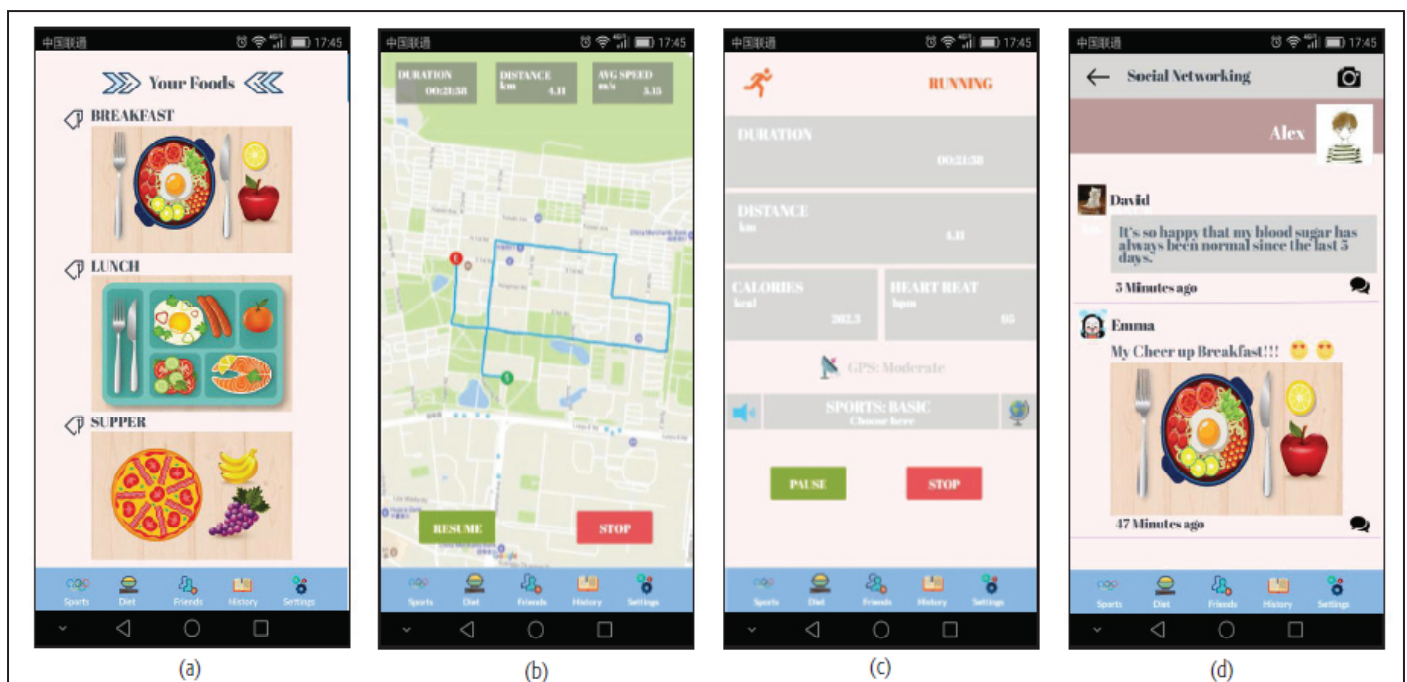 中国联通
17:45
Your Foods
BREAKFAST
LUNCH
SUPPER
Sports Diet Friends History Settings
(a)
中国联通
17:45
DURATION
00:21:38
DISTANCE
km 4.11
AVG SPEED
m/s 3.15
RESUME
STOP
Sports Diet Friends History Settings
(b)
中国联通
17:45
RUNNING
DURATION
00:21:38
DISTANCE
km
4.11
CALORIES
kcal
202.3
HEART BEAT
bpm
95
GPS: Moderate
SPORTS: BASIC
Choose here
PAUSE
STOP
Sports Diet Friends History Settings
(c)
中国联通
17:45
Social Networking
Alex
David
It's so happy that my blood sugar has
always been normal since the last 5
days.
5 Minutes ago
Emma
My Cheer up Breakfast!!!
47 Minutes ago
Sports Diet Friends History Settings
(d)